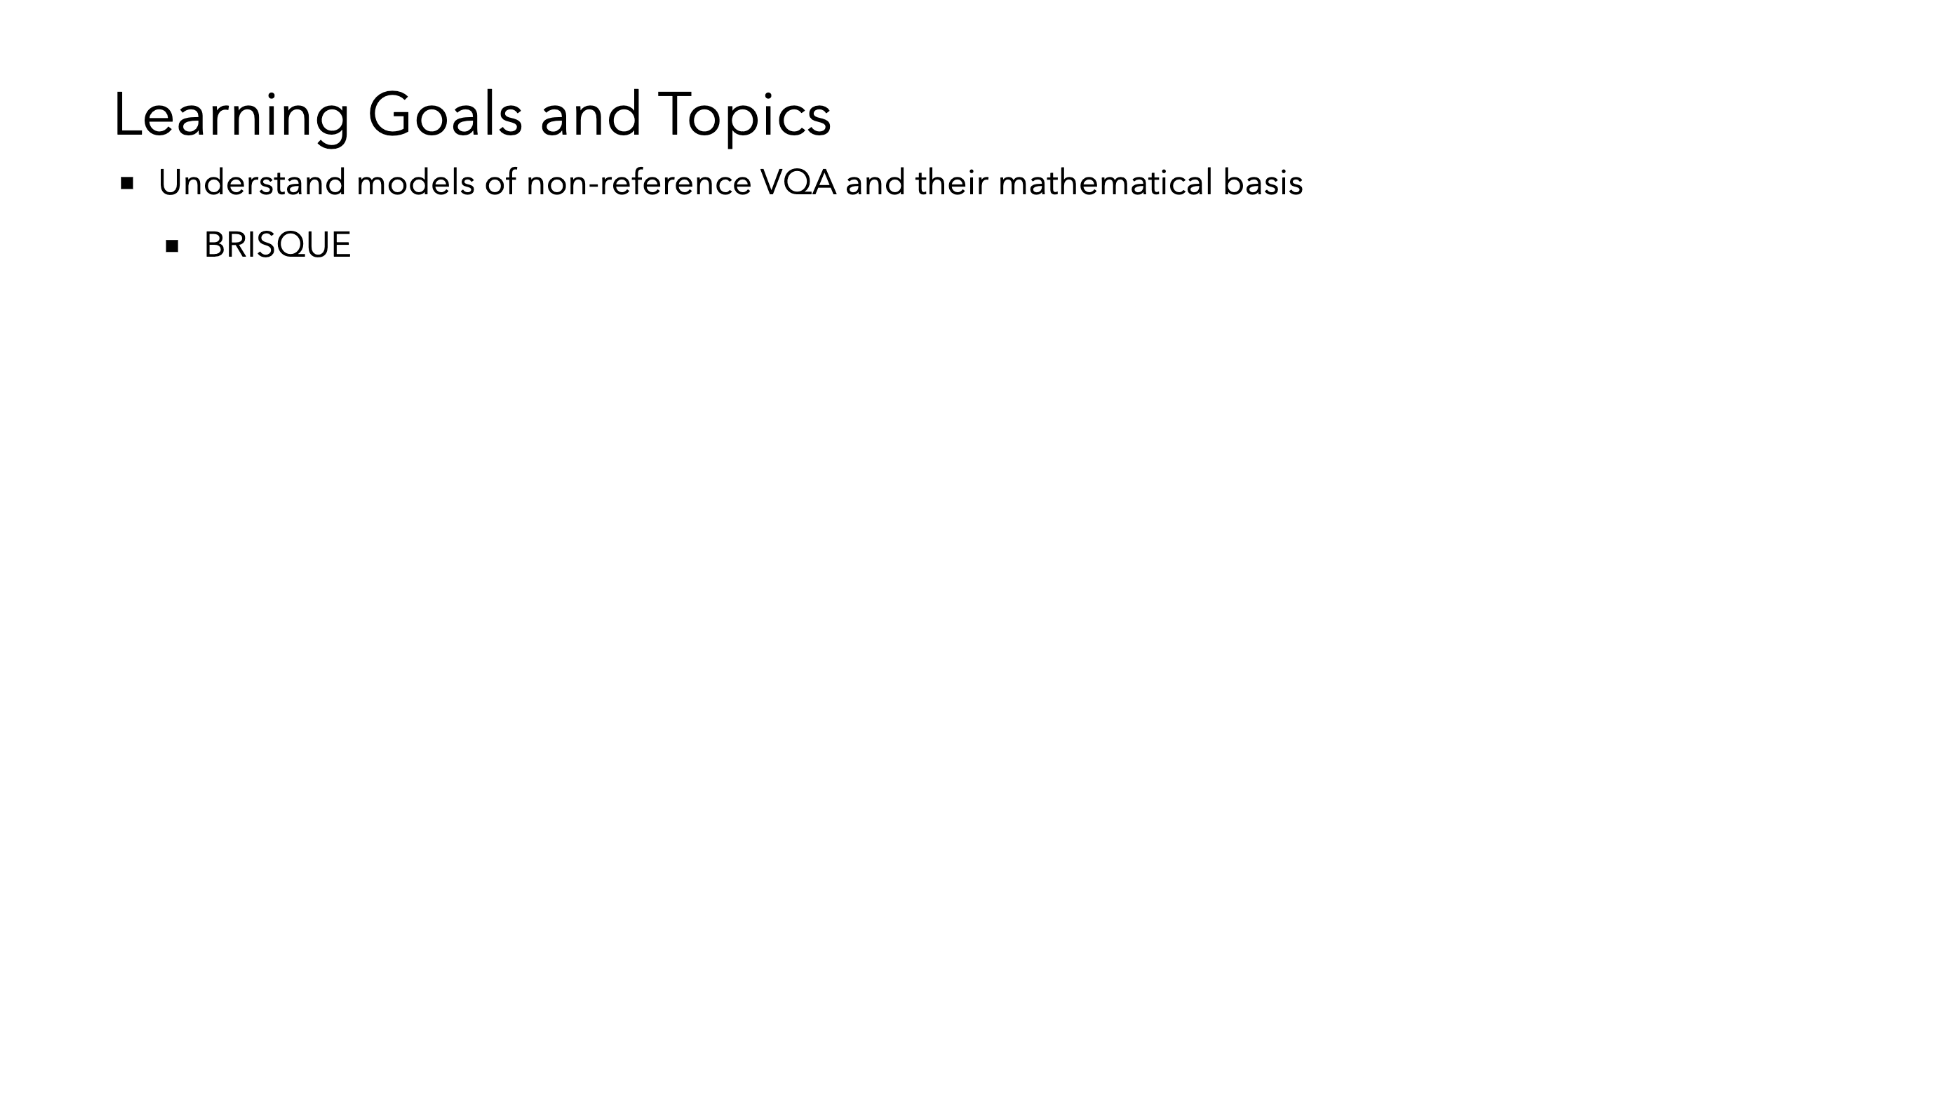 Learning Goals and Topics
▪ Understand models of non-reference VQA and their mathematical basis
▪ BRISQUE